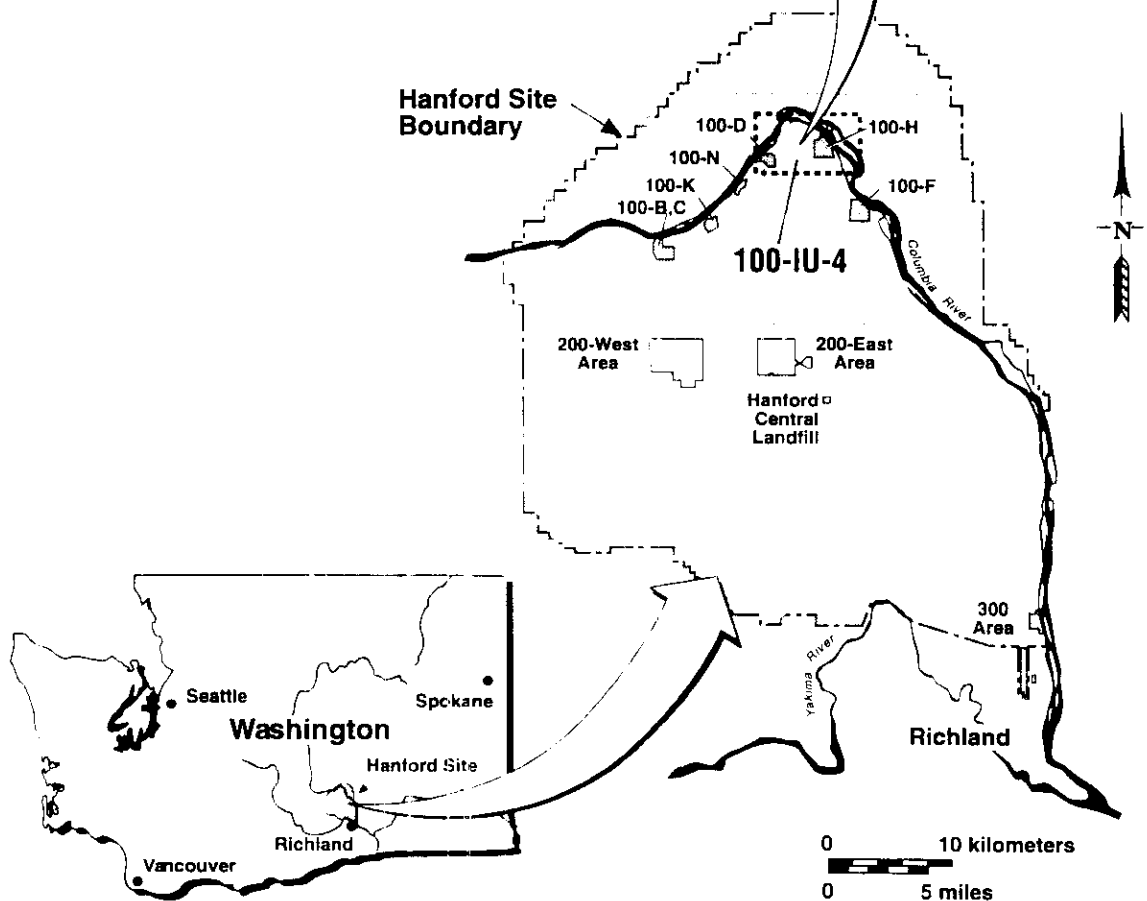 Hanford Site
Boundary
100-D
100-H
100-N
100-K
100-B,C
100-F
100-IU-4
Columbia River
N
200-West
Area
200-East
Area
Hanford
Central
Landfill
300
Area
Yakima River
Richland
Seattle
Spokane
Washington
Hanford Site
Richland
Vancouver
0 10 kilometers
0 5 miles